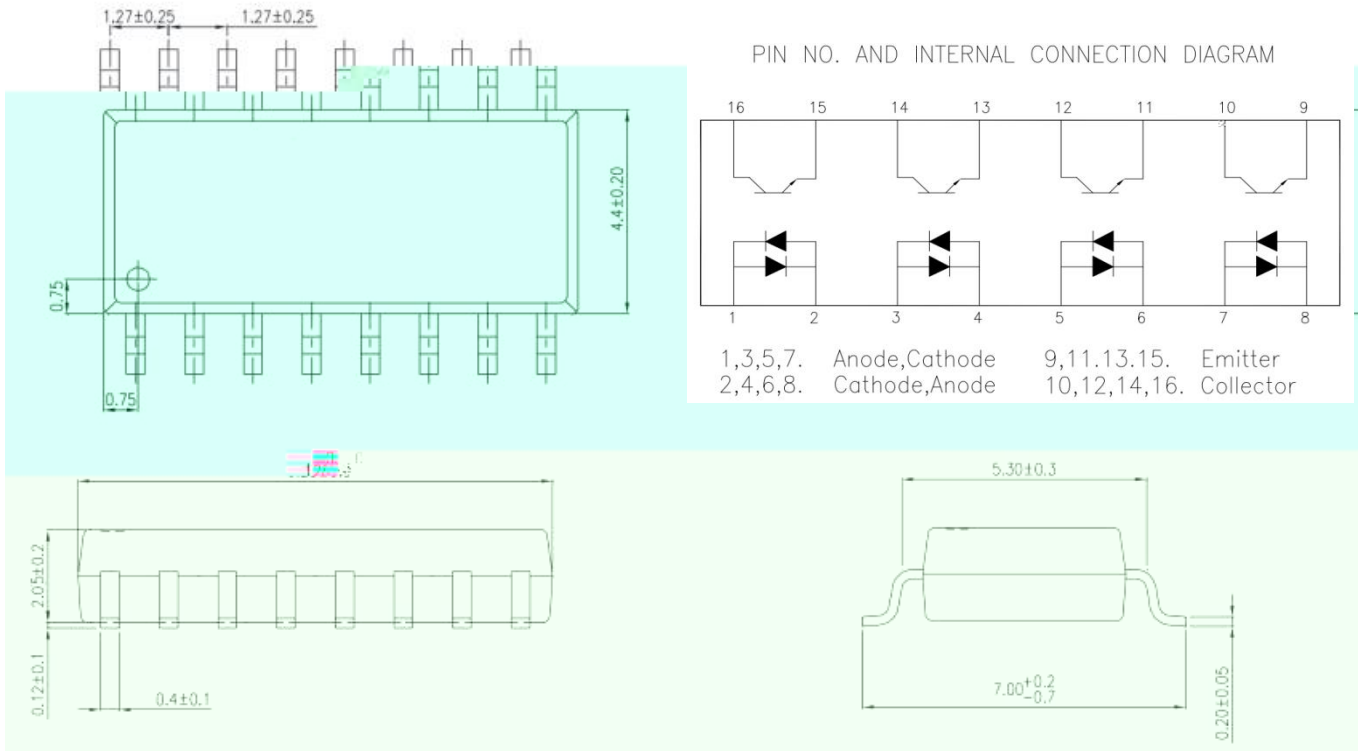 1.27±0.25 1.27±0.25
PIN NO. AND INTERNAL CONNECTION DIAGRAM
16 15 14 13 12 11 10 9
4.4±0.20
0.75
0.75
1 2 3 4 5 6 7 8
1,3,5,7. Anode,Cathode 9,11.13.15. Emitter
2,4,6,8. Cathode,Anode 10,12,14,16. Collector
5.30±0.3
2.05±0.2
0.12±0.1
0.4±0.1
7.00+0.2
-0.7
0.20±0.05